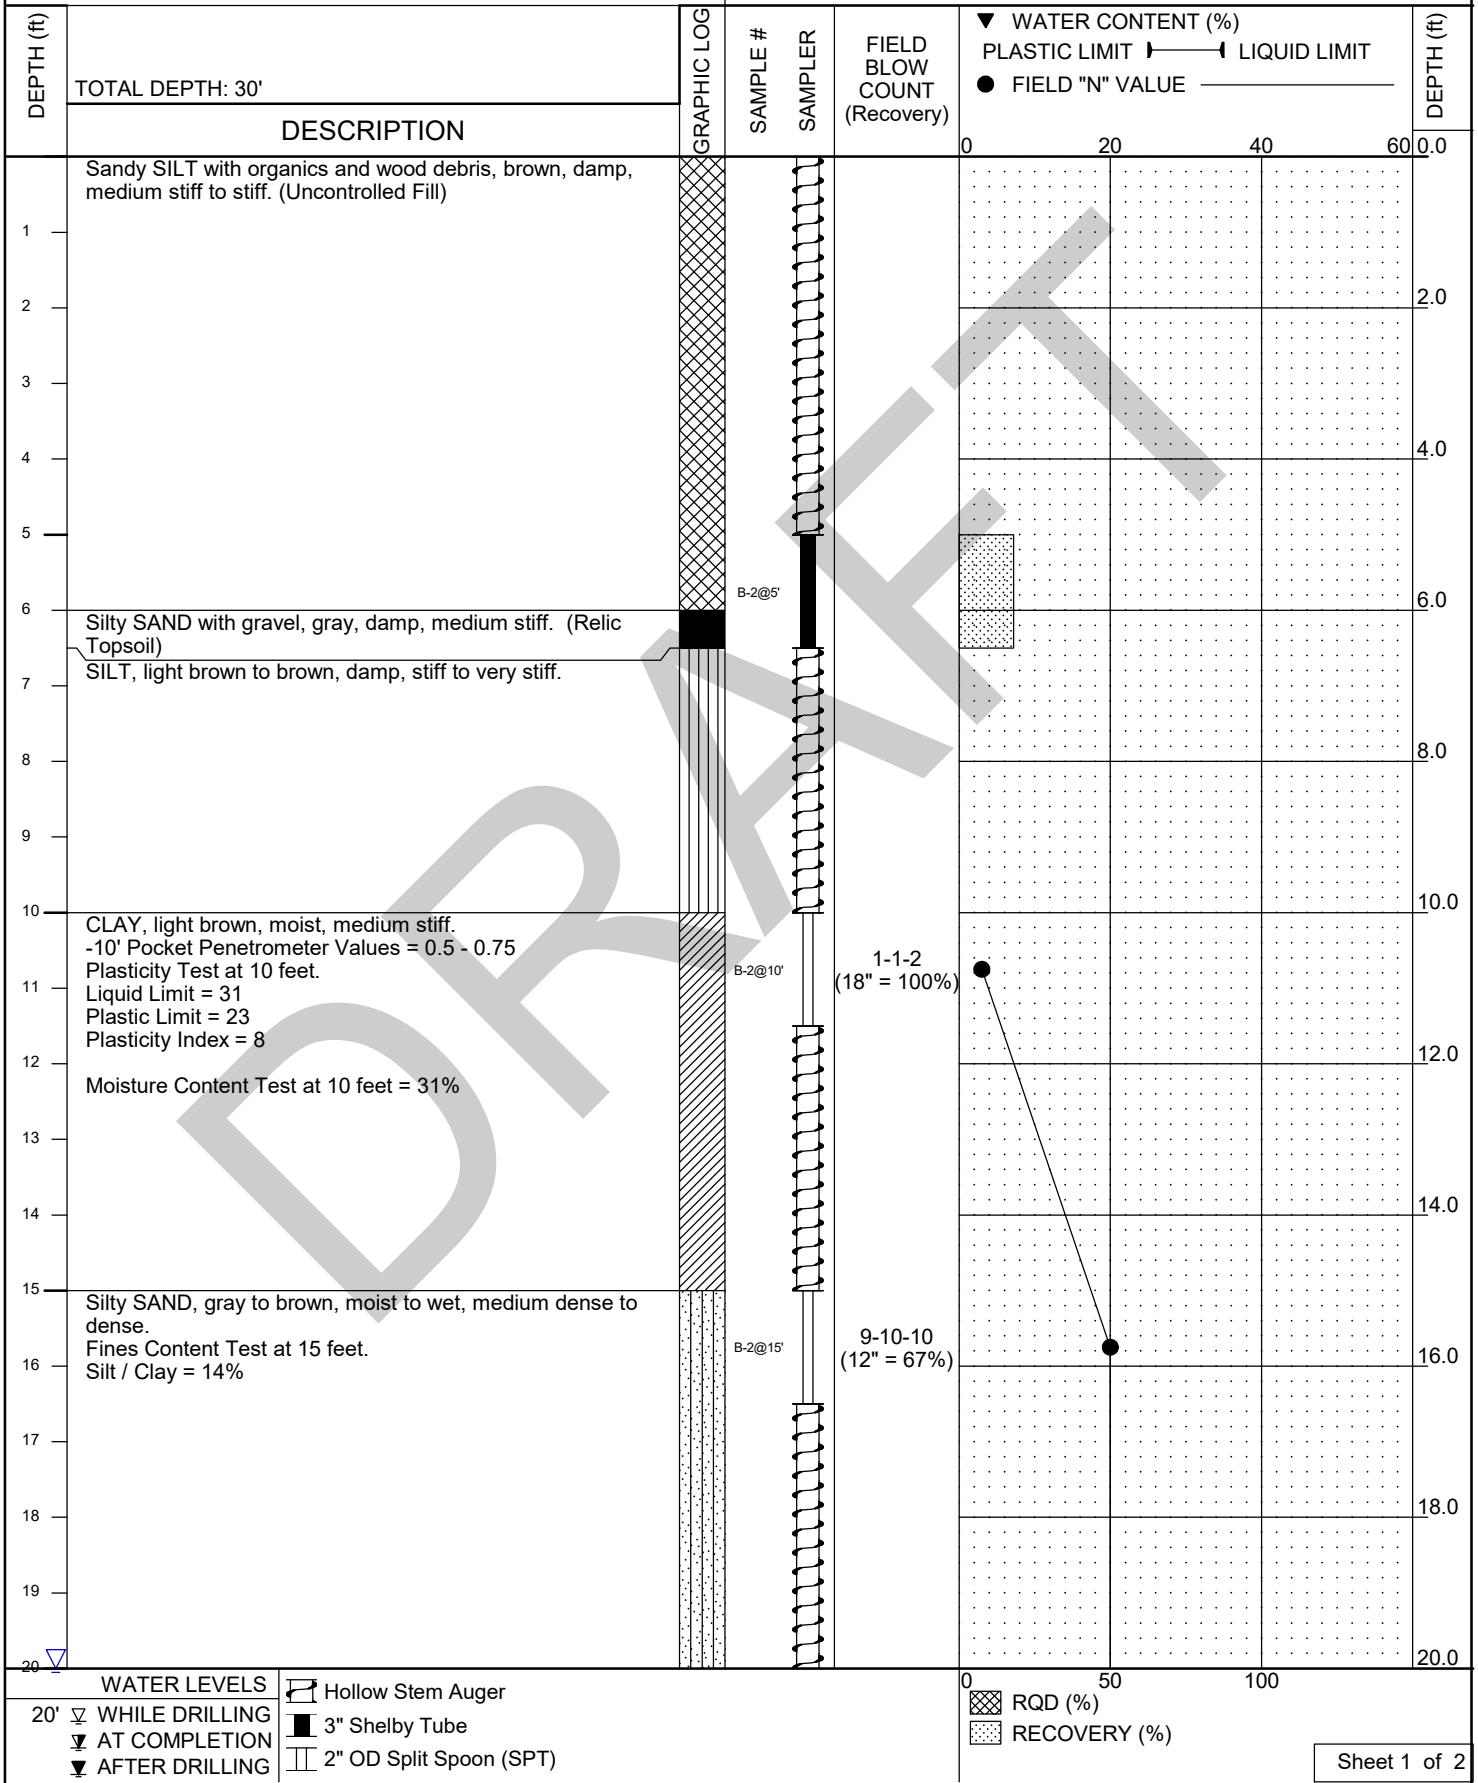 DEPTH (ft)
TOTAL DEPTH: 30'
DESCRIPTION
GRAPHIC LOG
SAMPLE #
SAMPLER
FIELD
BLOW
COUNT
(Recovery)
▼ WATER CONTENT (%)
PLASTIC LIMIT LIQUID LIMIT
● FIELD "N" VALUE
DEPTH (ft)
0 20 40 60
0.0
Sandy SILT with organics and wood debris, brown, damp,
medium stiff to stiff. (Uncontrolled Fill)
1
2
2.0
3
4
4.0
5
B-2@5'
6
6.0
Silty SAND with gravel, gray, damp, medium stiff. (Relic
Topsoil)
SILT, light brown to brown, damp, stiff to very stiff.
7
8
8.0
9
10
10.0
CLAY, light brown, moist, medium stiff.
-10' Pocket Penetrometer Values = 0.5 - 0.75
Plasticity Test at 10 feet.
Liquid Limit = 31
Plastic Limit = 23
Plasticity Index = 8
Moisture Content Test at 10 feet = 31%
B-2@10'
1-1-2
(18" = 100%)
11
12
12.0
13
14
14.0
15
Silty SAND, gray to brown, moist to wet, medium dense to
dense.
Fines Content Test at 15 feet.
Silt / Clay = 14%
B-2@15'
9-10-10
(12" = 67%)
16
16.0
17
18
18.0
19
20
20.0
DRAFT
WATER LEVELS
20' WHILE DRILLING
AT COMPLETION
AFTER DRILLING
Hollow Stem Auger
3" Shelby Tube
2" OD Split Spoon (SPT)
0 50 100
RQD (%)
RECOVERY (%)
Sheet 1 of 2